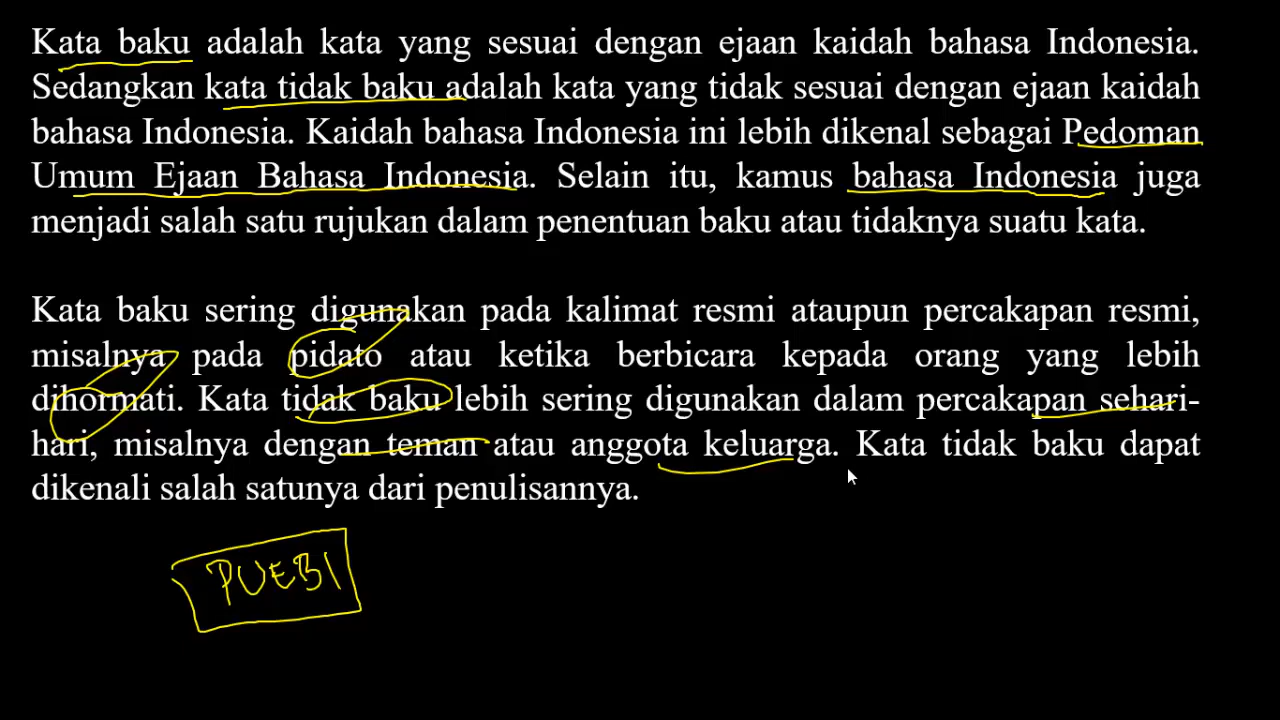 Kata baku adalah kata yang sesuai dengan ejaan kaidah bahasa Indonesia.
Sedangkan kata tidak baku adalah kata yang tidak sesuai dengan ejaan kaidah
bahasa Indonesia. Kaidah bahasa Indonesia ini lebih dikenal sebagai Pedoman
Umum Ejaan Bahasa Indonesia. Selain itu, kamus bahasa Indonesia juga
menjadi salah satu rujukan dalam penentuan baku atau tidaknya suatu kata.
Kata baku sering digunakan pada kalimat resmi ataupun percakapan resmi,
misalnya pada pidato atau ketika berbicara kepada orang yang lebih
dihormati. Kata tidak baku lebih sering digunakan dalam percakapan sehari-
hari, misalnya dengan teman atau anggota keluarga. Kata tidak baku dapat
dikenali salah satunya dari penulisannya.
PUEBI